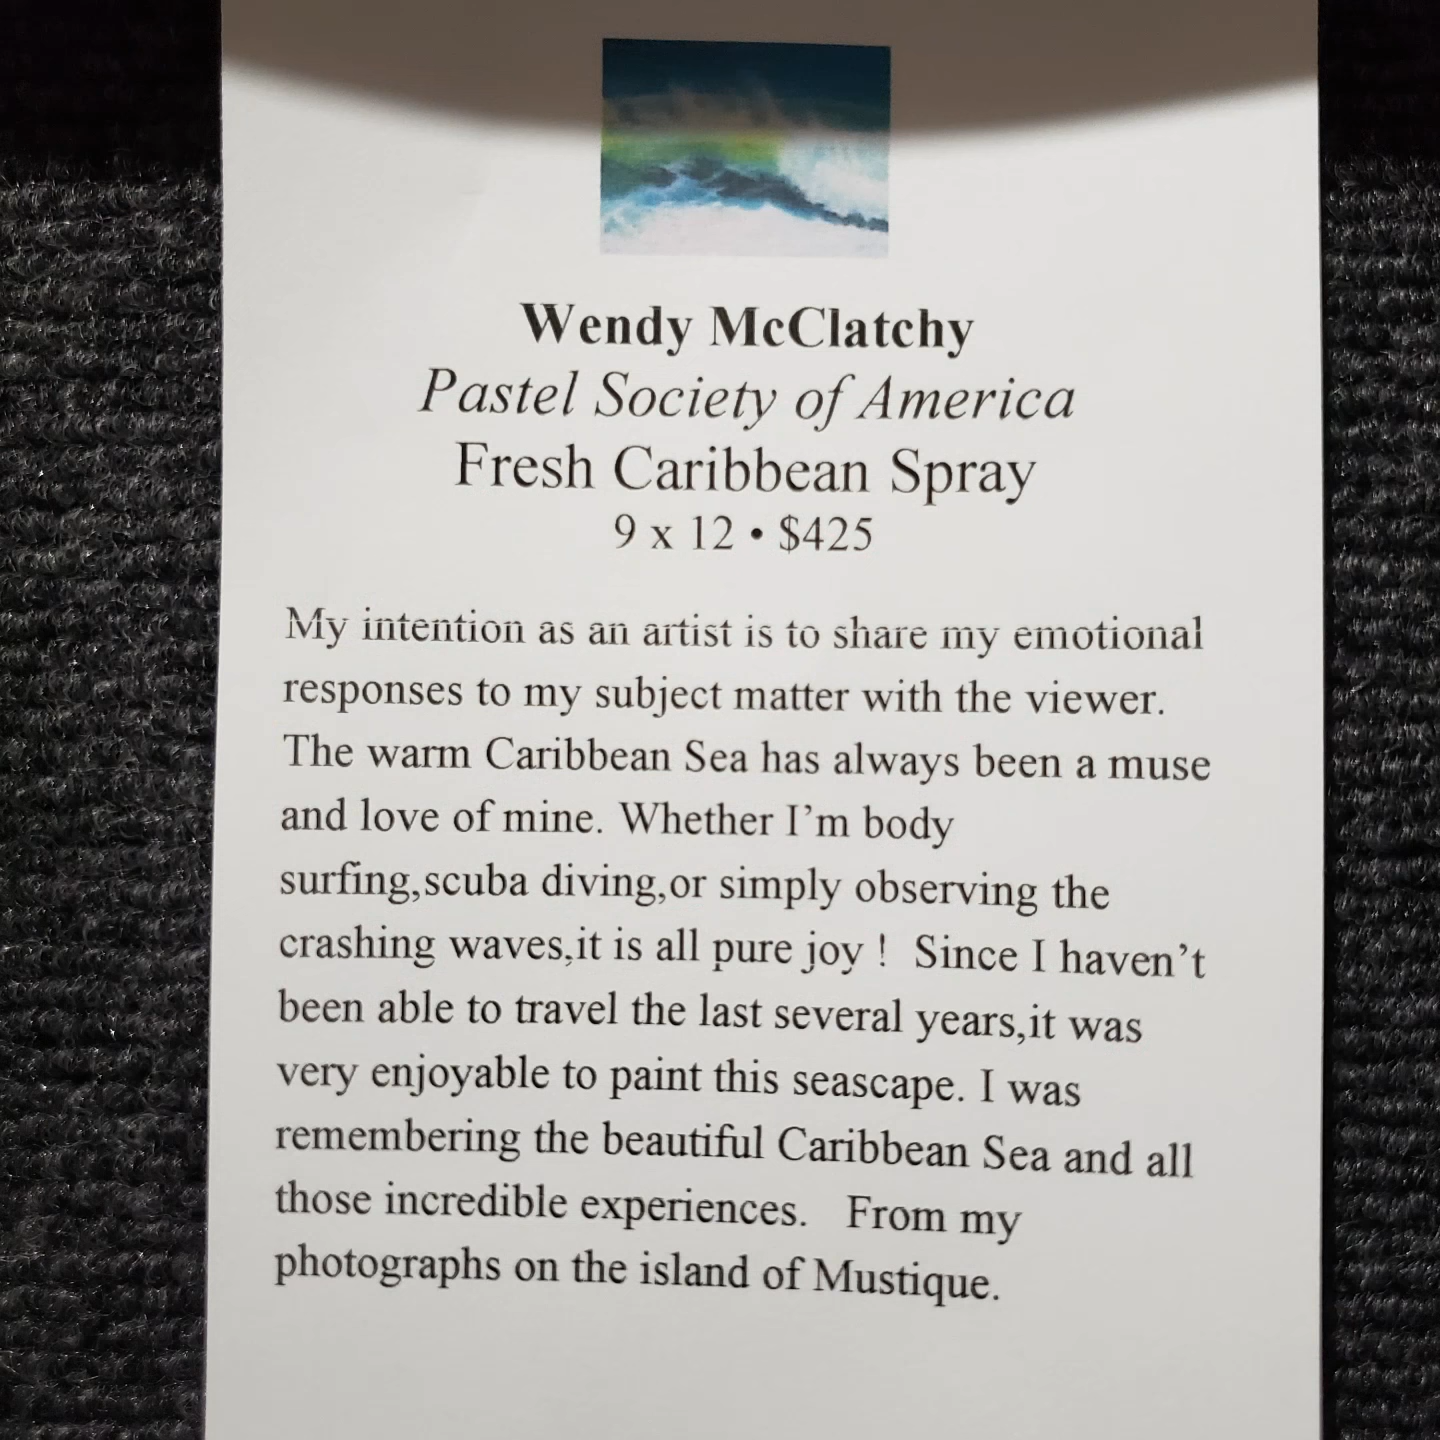 Wendy McClatchy
Pastel Society of America
Fresh Caribbean Spray
9 x 12 • $425
My intention as an artist is to share my emotional
responses to my subject matter with the viewer.
The warm Caribbean Sea has always been a muse
and love of mine. Whether I’m body
surfing,scuba diving,or simply observing the
crashing waves,it is all pure joy !  Since I haven’t
been able to travel the last several years,it was
very enjoyable to paint this seascape. I was
remembering the beautiful Caribbean Sea and all
those incredible experiences.   From my
photographs on the island of Mustique.